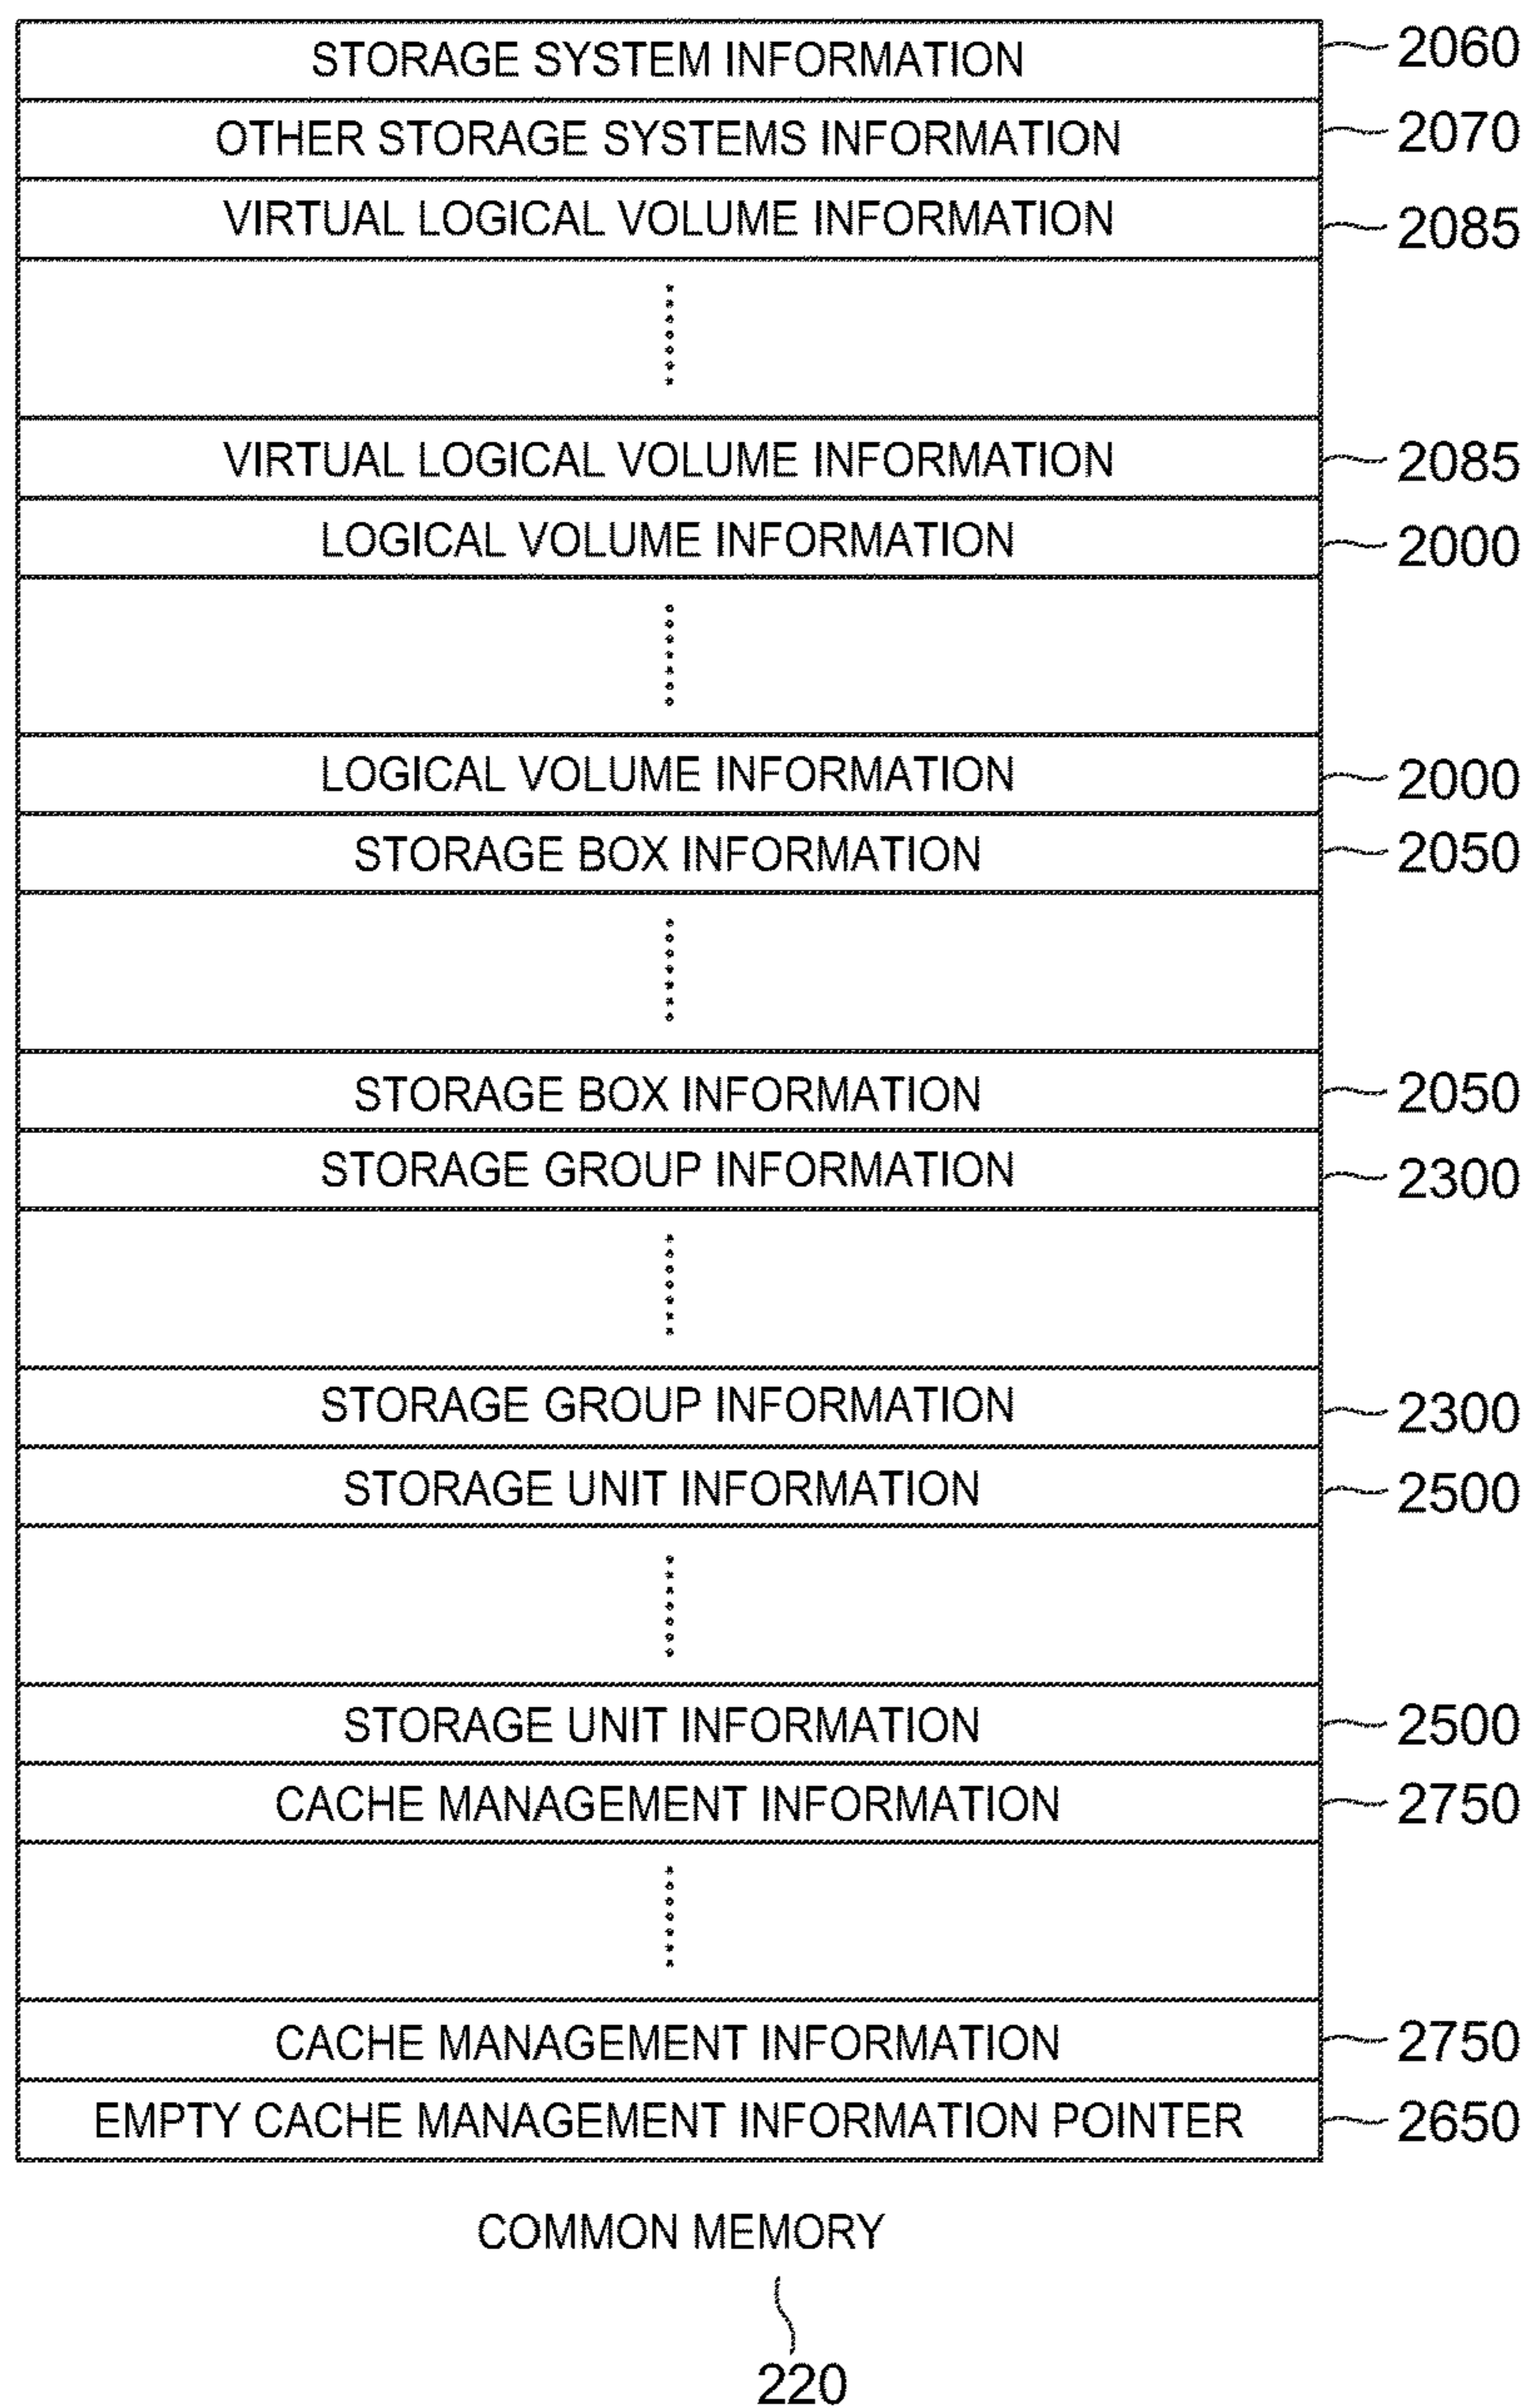 STORAGE SYSTEM INFORMATION 2060
OTHER STORAGE SYSTEMS INFORMATION 2070
VIRTUAL LOGICAL VOLUME INFORMATION 2085
VIRTUAL LOGICAL VOLUME INFORMATION 2085
LOGICAL VOLUME INFORMATION 2000
LOGICAL VOLUME INFORMATION 2000
STORAGE BOX INFORMATION 2050
STORAGE BOX INFORMATION 2050
STORAGE GROUP INFORMATION 2300
STORAGE GROUP INFORMATION 2300
STORAGE UNIT INFORMATION 2500
STORAGE UNIT INFORMATION 2500
CACHE MANAGEMENT INFORMATION 2750
CACHE MANAGEMENT INFORMATION 2750
EMPTY CACHE MANAGEMENT INFORMATION POINTER 2650
COMMON MEMORY
220